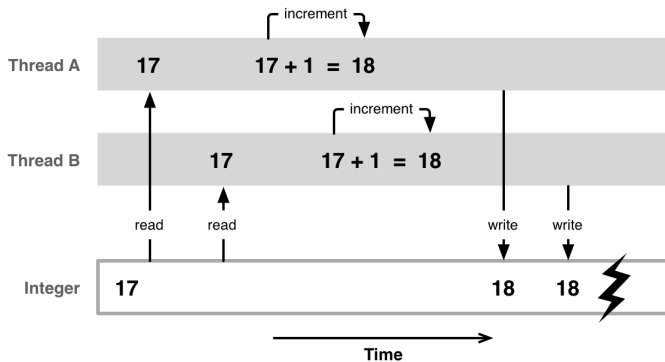 increment
Thread A 17 17 + 1 = 18
increment
Thread B 17 17 + 1 = 18
read read write write
Integer 17 18 18
Time